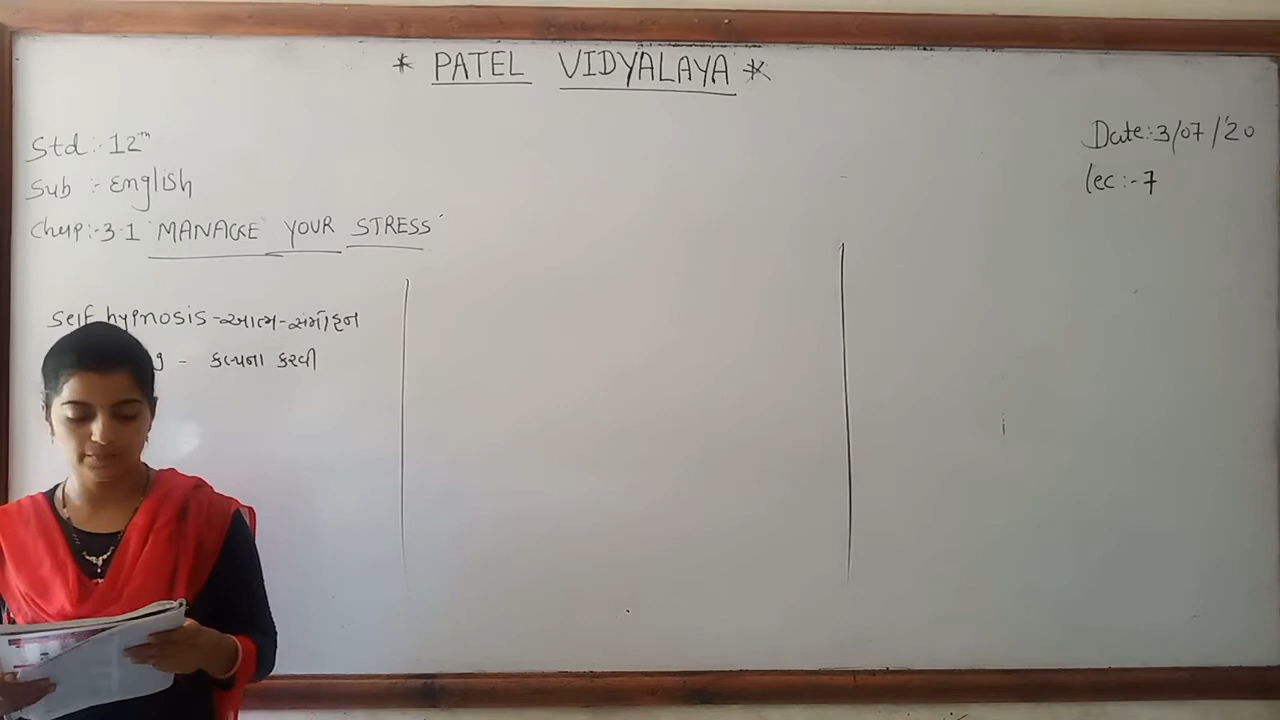 * PATEL VIDYALAYA *
Std :- 12th
Date :- 3/07/'20
Sub :- English
lec :- 7
Chap :- 3.1 'MANAGE YOUR STRESS'
Self hypnosis - આત્મ-સંમોહન
- કલ્પના કરવી